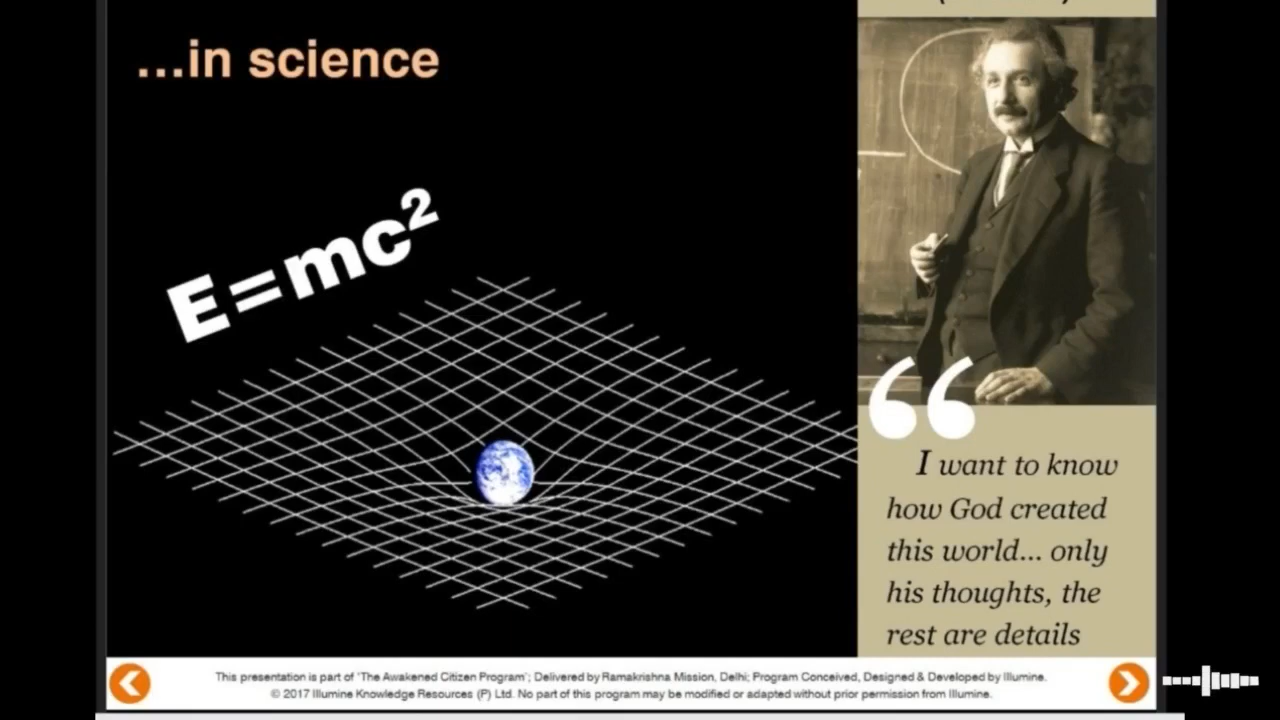 ...in science
E=mc²
“
I want to know
how God created
this world... only
his thoughts, the
rest are details
This presentation is part of 'The Awakened Citizen Program'; Delivered by Ramakrishna Mission, Delhi; Program Conceived, Designed & Developed by Illumine.
© 2017 Illumine Knowledge Resources (P) Ltd. No part of this program may be modified or adapted without prior permission from Illumine.